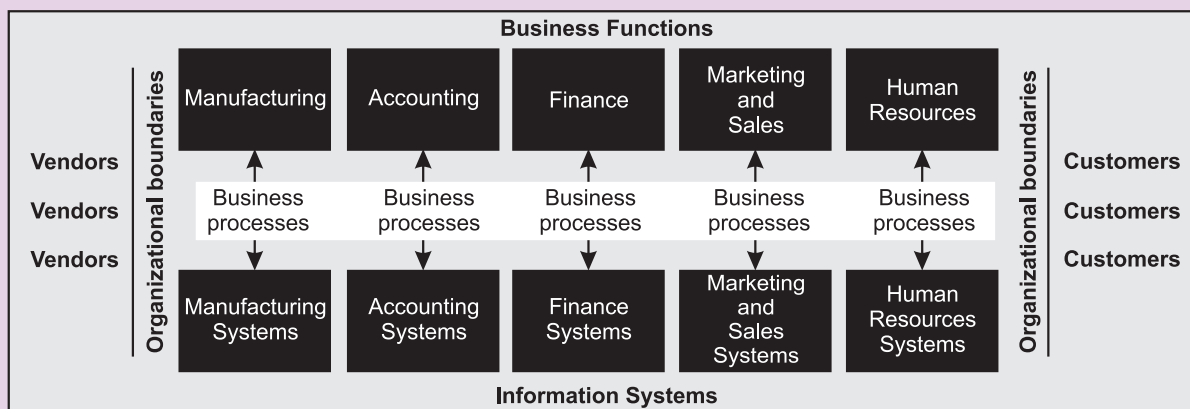 Business Functions
Manufacturing
Accounting
Finance
Marketing
and
Sales
Human
Resources
Vendors
Vendors
Vendors
Organizational boundaries
Business
processes
Business
processes
Business
processes
Business
processes
Business
processes
Organizational boundaries
Customers
Customers
Customers
Manufacturing
Systems
Accounting
Systems
Finance
Systems
Marketing
and
Sales
Systems
Human
Resources
Systems
Information Systems